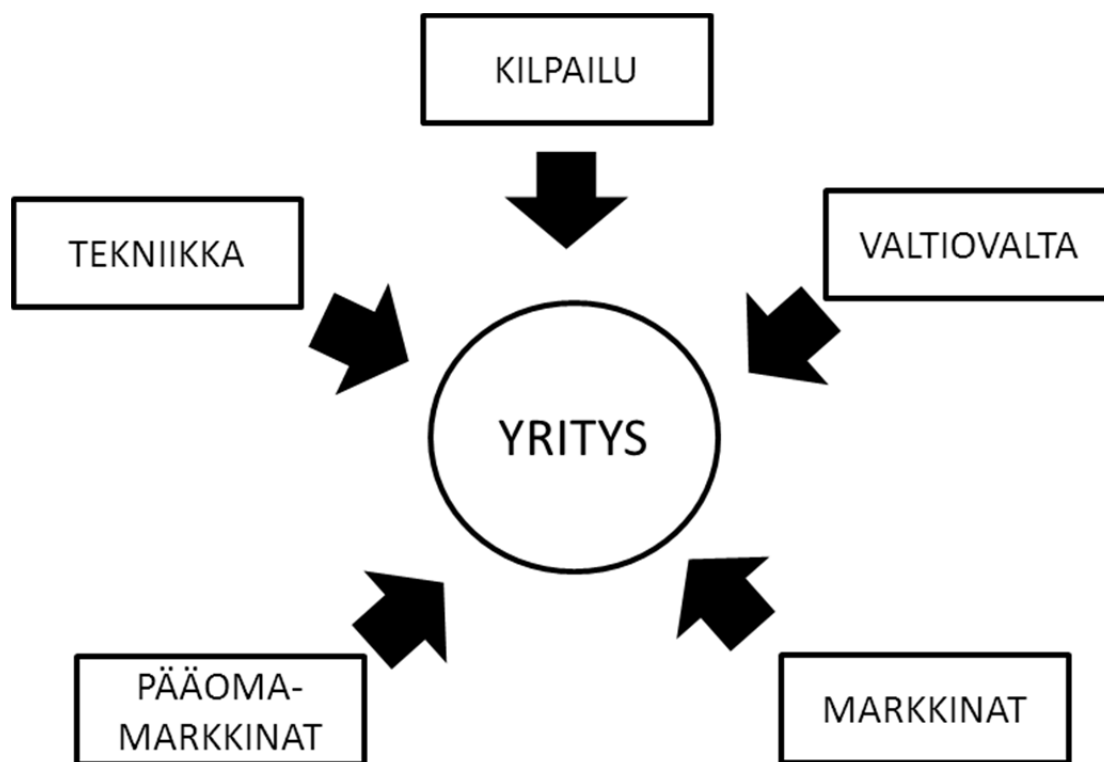 KILPAILU
TEKNIIKKA
VALTIOVALTA
YRITYS
PÄÄOMA-
MARKKINAT
MARKKINAT